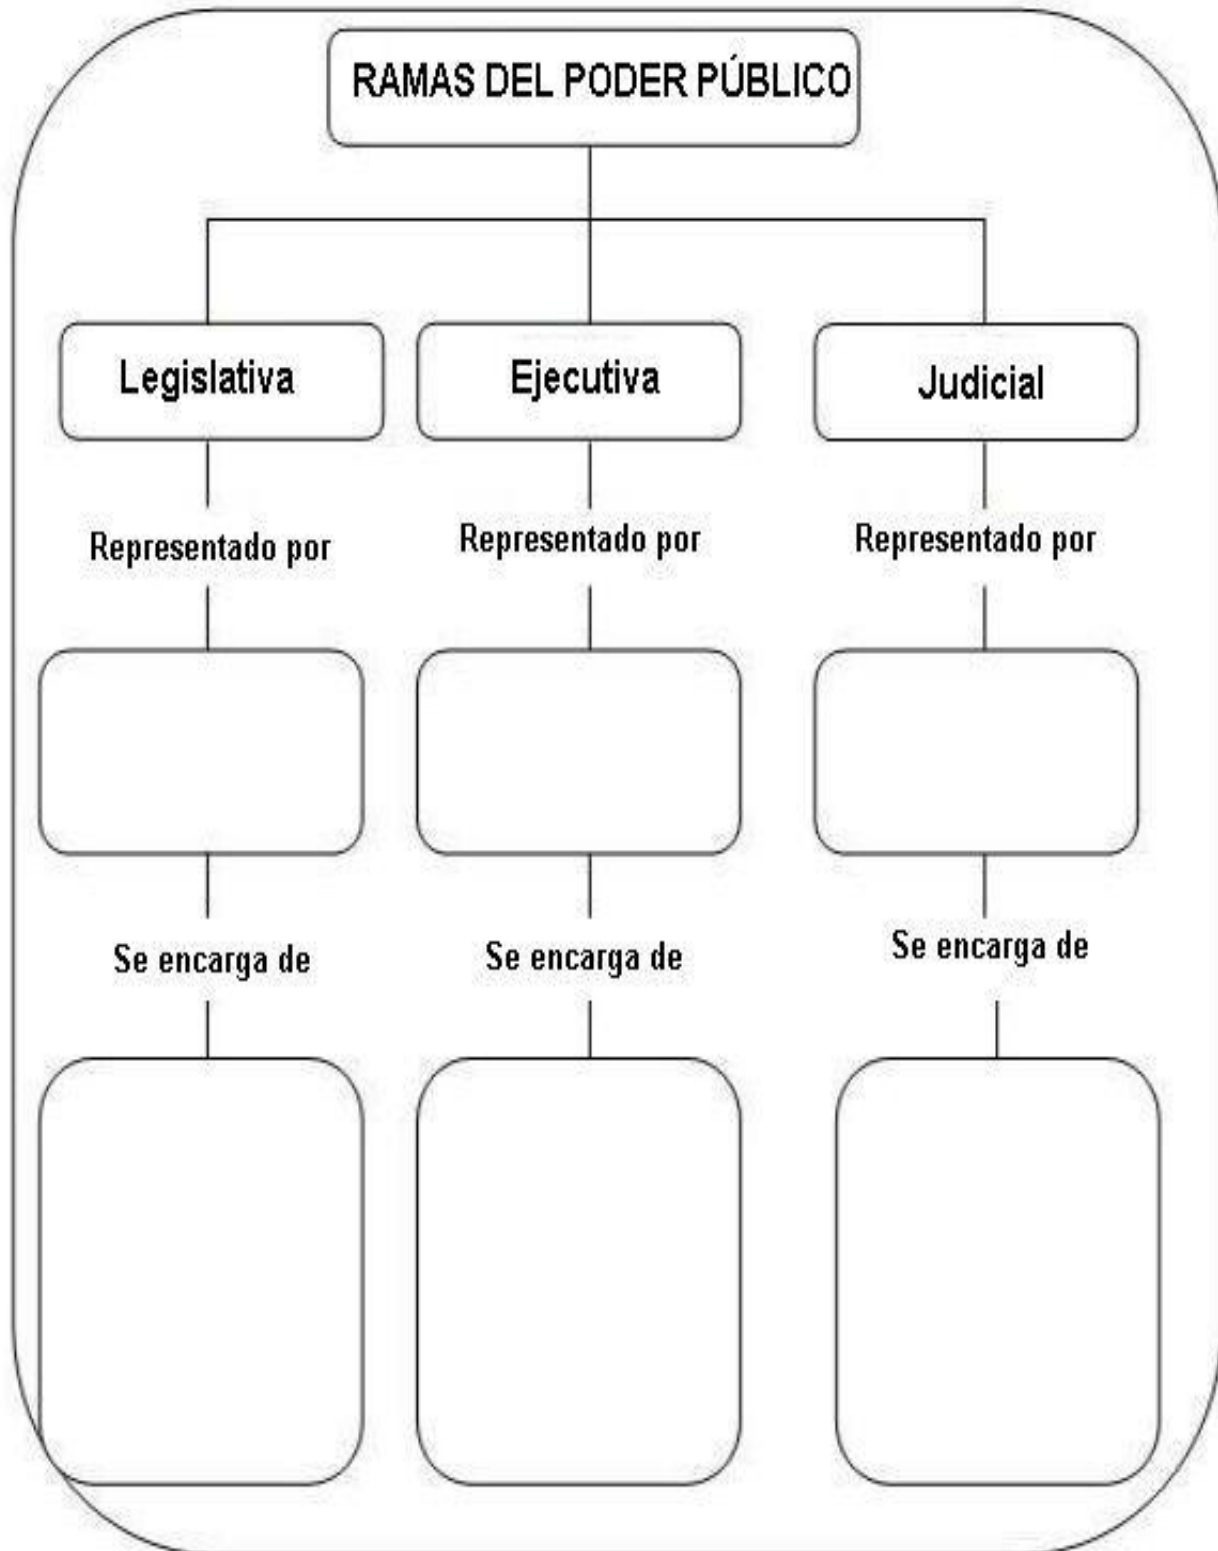 RAMAS DEL PODER PÚBLICO
Legislativa
Ejecutiva
Judicial
Representado por
Representado por
Representado por
Se encarga de
Se encarga de
Se encarga de